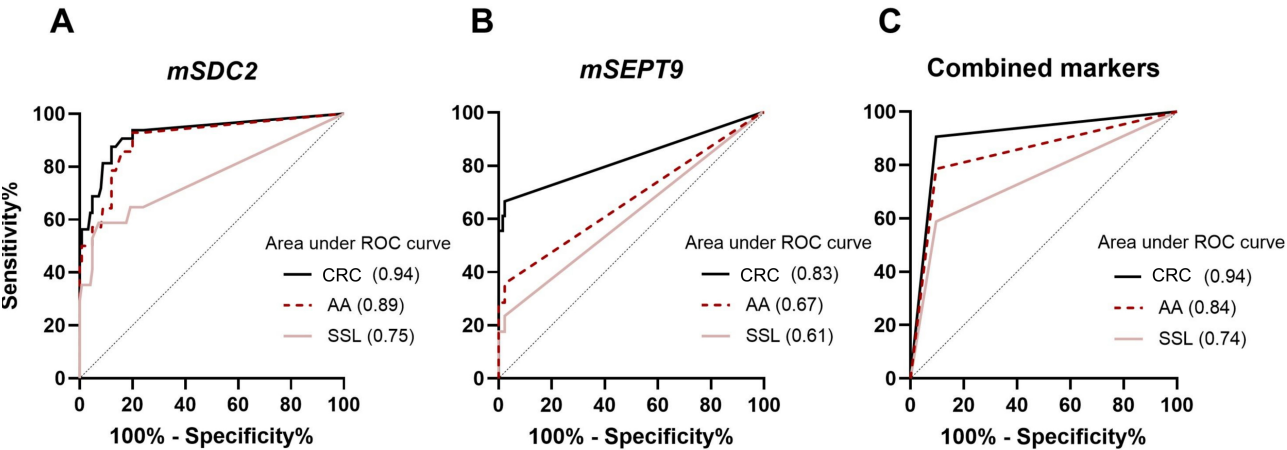 A
mSDC2
100
80
60
40
20
0
0 20 40 60 80 100
Sensitivity%
100% - Specificity%
Area under ROC curve
CRC (0.94)
AA (0.89)
SSL (0.75)
B
mSEPT9
100
80
60
40
20
0
0 20 40 60 80 100
100% - Specificity%
Area under ROC curve
CRC (0.83)
AA (0.67)
SSL (0.61)
C
Combined markers
100
80
60
40
20
0
0 20 40 60 80 100
100% - Specificity%
Area under ROC curve
CRC (0.94)
AA (0.84)
SSL (0.74)